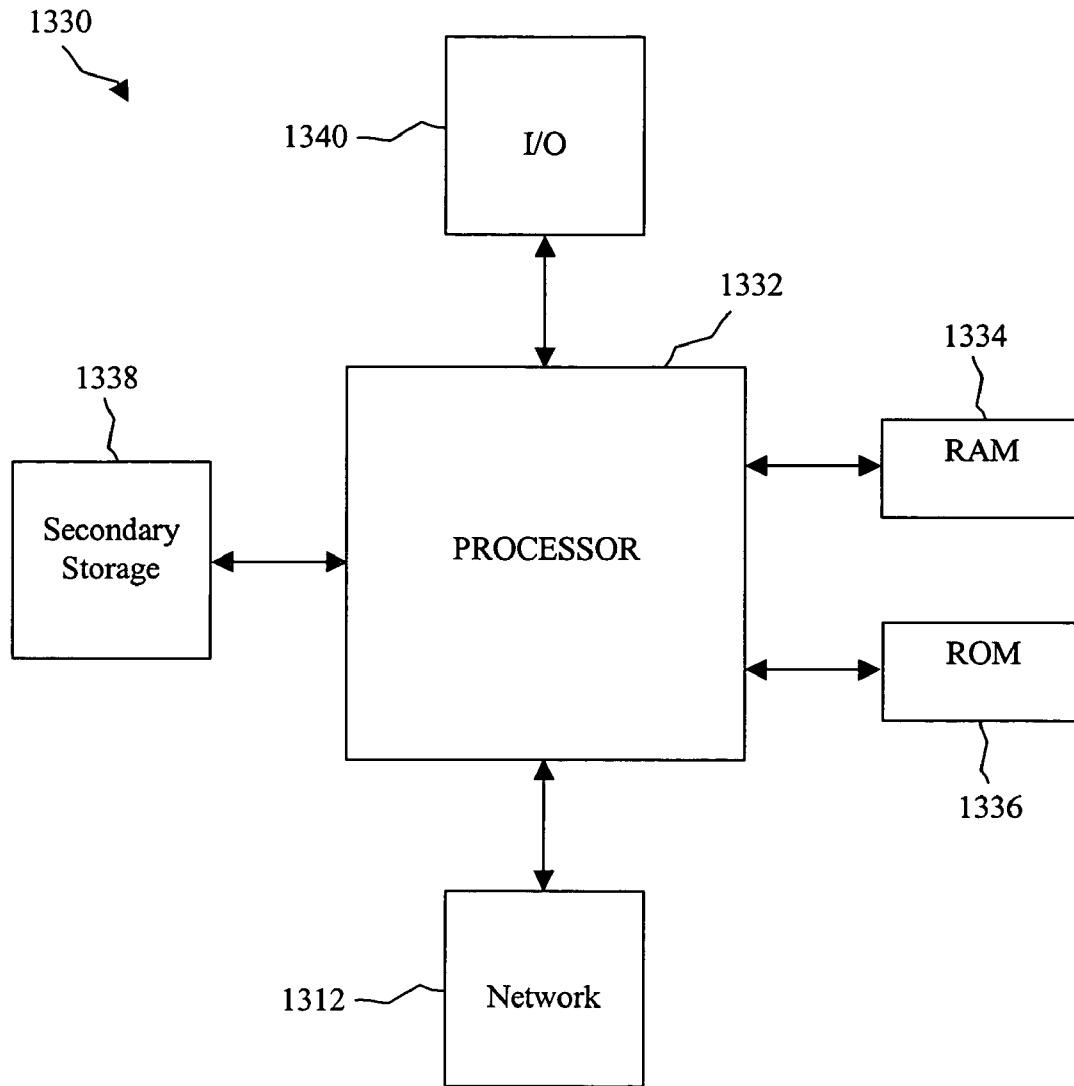 1330
1340
I/O
1332
1334
1338
RAM
Secondary
Storage
PROCESSOR
ROM
1336
1312
Network